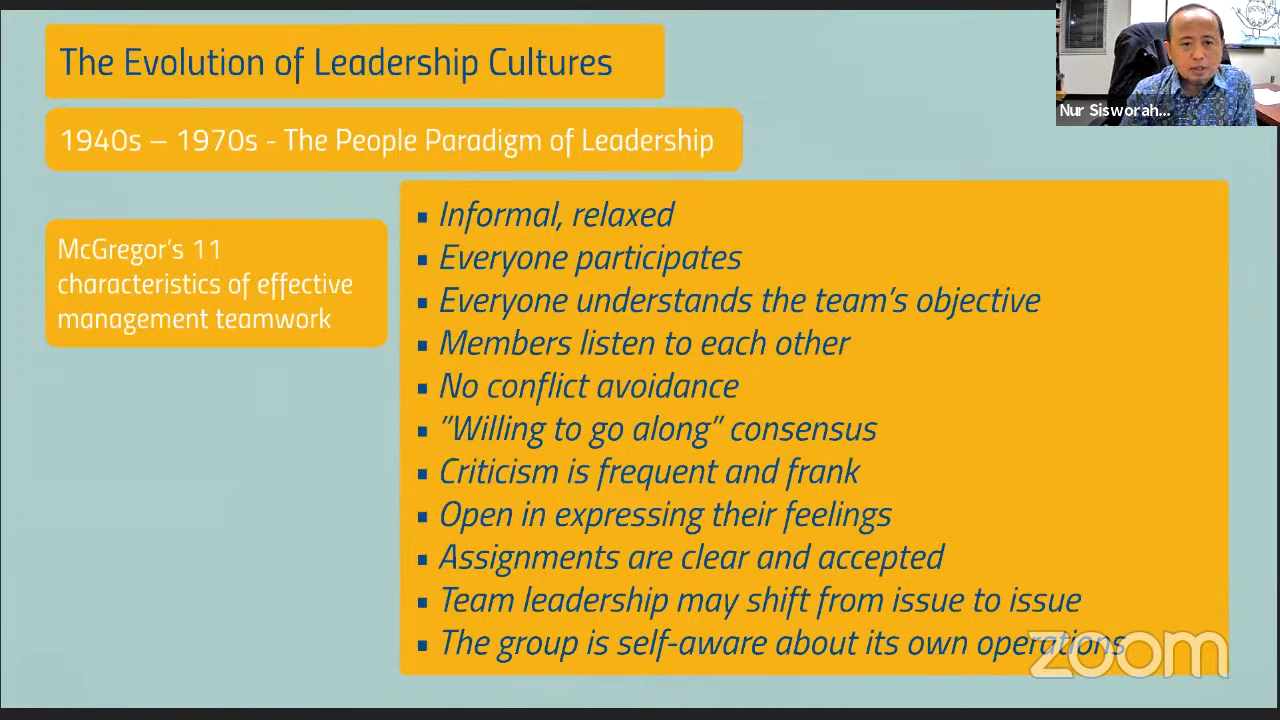 The Evolution of Leadership Cultures
1940s – 1970s - The People Paradigm of Leadership
McGregor's 11
characteristics of effective
management teamwork
▪ Informal, relaxed
▪ Everyone participates
▪ Everyone understands the team's objective
▪ Members listen to each other
▪ No conflict avoidance
▪ "Willing to go along" consensus
▪ Criticism is frequent and frank
▪ Open in expressing their feelings
▪ Assignments are clear and accepted
▪ Team leadership may shift from issue to issue
▪ The group is self-aware about its own operations
Nur Sisworah...
zoom